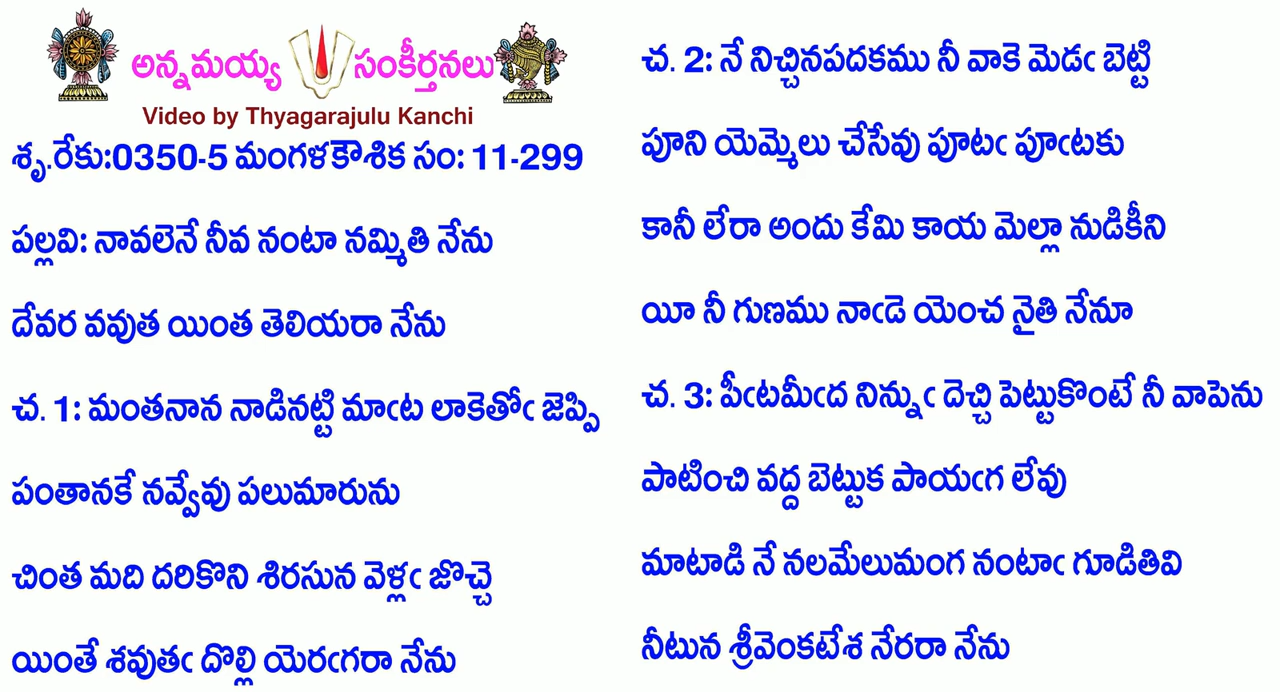 అన్నమయ్య సంకీర్తనలు
Video by Thyagarajulu Kanchi
శృ.రేకు:0350-5 మంగళకౌశిక సం: 11-299
పల్లవి: నావలెనే నీవ నంటా నమ్మితి నేను
దేవర వవుత యింత తెలియరా నేను
చ. 1: మంతనాన నాడినట్టి మాఁట లాకెతోఁ జెప్పి
పంతానకే నవ్వేవు పలుమారును
చింత మది దరికొని శిరసున వెళ్లఁ జొచ్చె
యింతే శవుతఁ దొల్లి యెరఁగరా నేను
చ. 2: నే నిచ్చినపదకము నీ వాకె మెడఁ బెట్టి
పూని యెమ్మెలు చేసేవు పూటఁ పూఁటకు
కానీ లేరా అందు కేమి కాయ మెల్లా నుడికీని
యీ నీ గుణము నాఁడె యెంచ నైతి నేనూ
చ. 3: పీఁటమీఁద నిన్నుఁ దెచ్చి పెట్టుకొంటే నీ వాపెను
పాటించి వద్ద బెట్టుక పాయఁగ లేవు
మాటాడి నే నలమేలుమంగ నంటాఁ గూడితివి
నీటున శ్రీవెంకటేశ నేరరా నేను